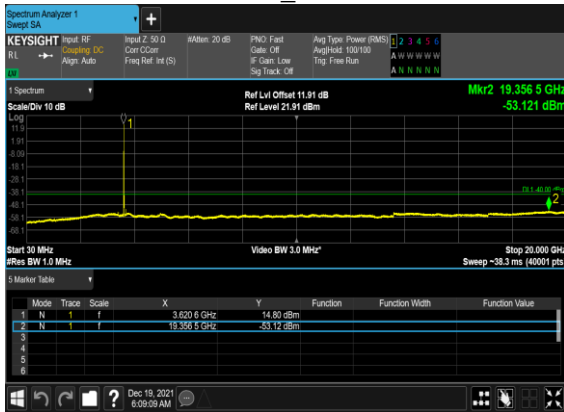 Spectrum Analyzer 1
Swept SA
+
KEYSIGHT Input: RF Input Z: 50 Ω #Atten: 20 dB PNO: Fast Avg Type: Power (RMS) 1 2 3 4 5 6
RL Coupling: DC Corr CCorr Gate: Off Avg|Hold: 100/100 A W W W W W
Align: Auto Freq Ref: Int (S) IF Gain: Low Trig: Free Run
Sig Track: Off A N N N N N
1 Spectrum
Ref Lvl Offset 11.91 dB Mkr2 19.356 5 GHz
Scale/Div 10 dB Ref Level 21.91 dBm -53.121 dBm
Log
11.9
1
1.91
-8.09
-18.1
-28.1
-38.1
DL1 -40.00 dBm
-48.1
2
-58.1
-68.1
Start 30 MHz Video BW 3.0 MHz* Stop 20.000 GHz
#Res BW 1.0 MHz Sweep ~38.3 ms (40001 pts)
5 Marker Table
Mode Trace Scale X Y Function Function Width Function Value
1 N 1 f 3.620 6 GHz 14.80 dBm
2 N 1 f 19.356 5 GHz -53.12 dBm
3
4
5
6
? Dec 19, 2021
6:09:09 AM